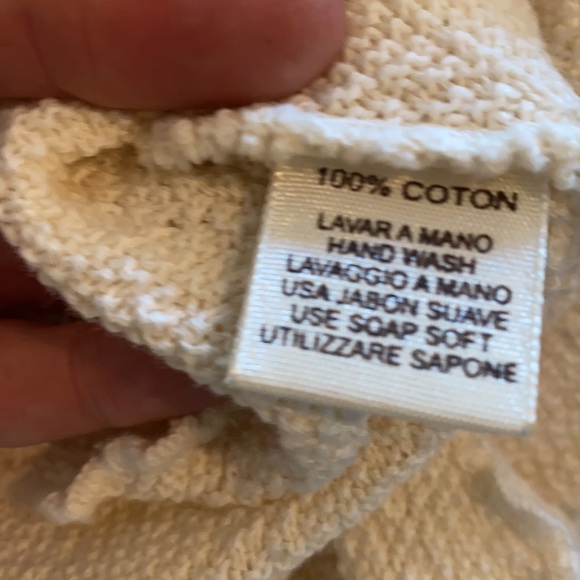 100% COTON
LAVAR A MANO
HAND WASH
LAVAGGIO A MANO
USA JABON SUAVE
USE SOAP SOFT
UTILIZZARE SAPONE